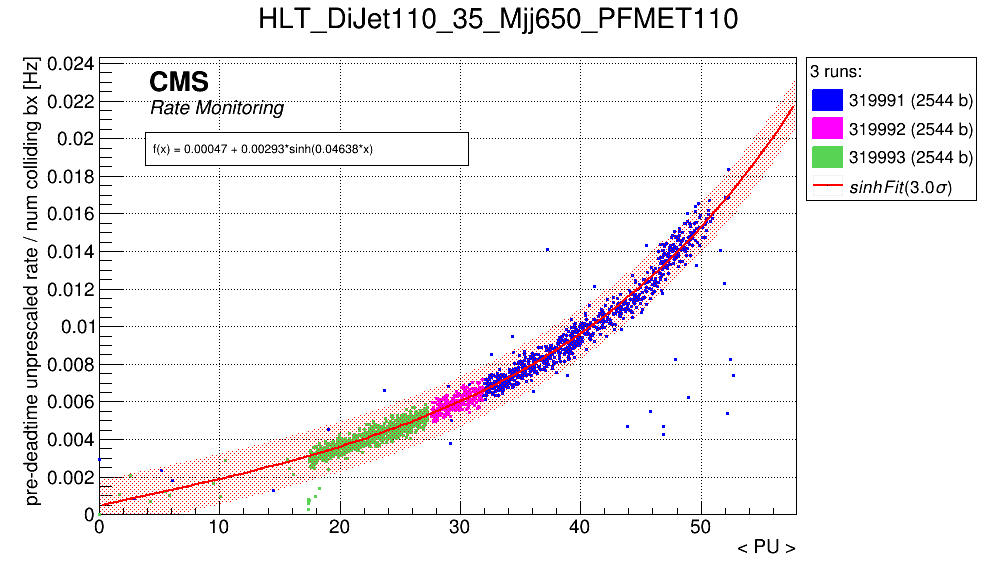 HLT_DiJet110_35_Mjj650_PFMET110
pre-deadtime unprescaled rate / num colliding bx [Hz]
0.024
0.022
0.02
0.018
0.016
0.014
0.012
0.01
0.008
0.006
0.004
0.002
0
CMS
Rate Monitoring
f(x) = 0.00047 + 0.00293*sinh(0.04638*x)
0 10 20 30 40 50
< PU >
3 runs:
319991 (2544 b)
319992 (2544 b)
319993 (2544 b)
sinhFit(3.0σ)